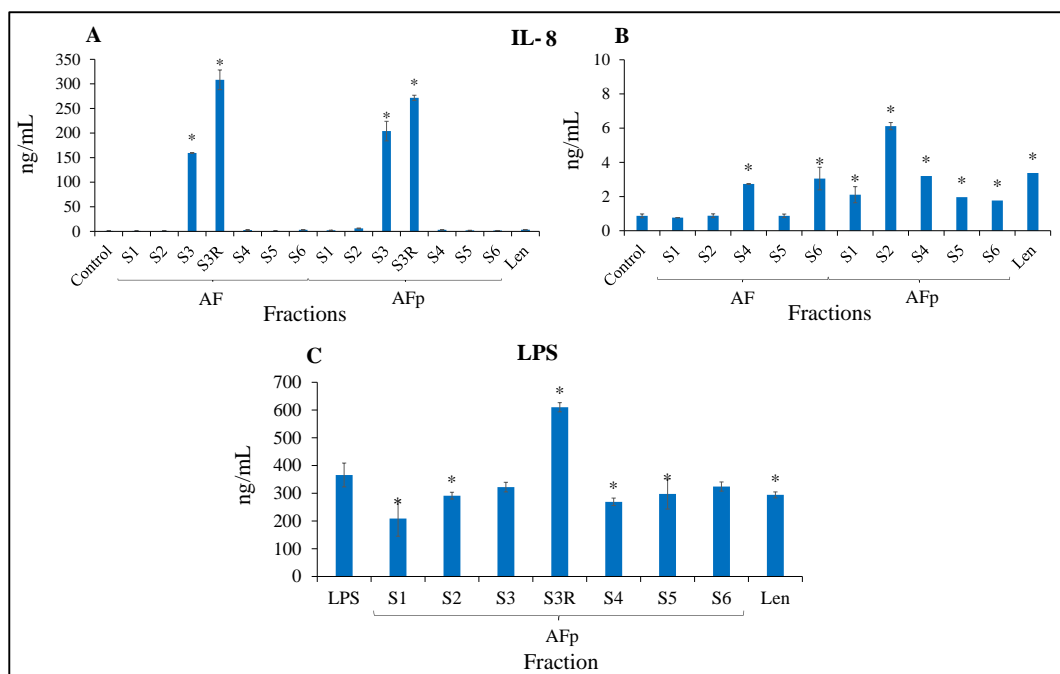 A
IL-8
B
350
300
250
200
150
100
50
0
ng/mL
*
*
*
*
Control
S1
S2
S3
S3R
S4
S5
S6
S1
S2
S3
S3R
S4
S5
S6
Len
AF
AFp
Fractions
10
8
6
4
2
0
ng/mL
*
*
*
*
*
*
*
*
Control
S1
S2
S4
S5
S6
S1
S2
S4
S5
S6
Len
AF
AFp
Fractions
C
LPS
700
600
500
400
300
200
100
0
ng/mL
*
*
*
*
*
*
LPS
S1
S2
S3
S3R
S4
S5
S6
Len
AFp
Fraction